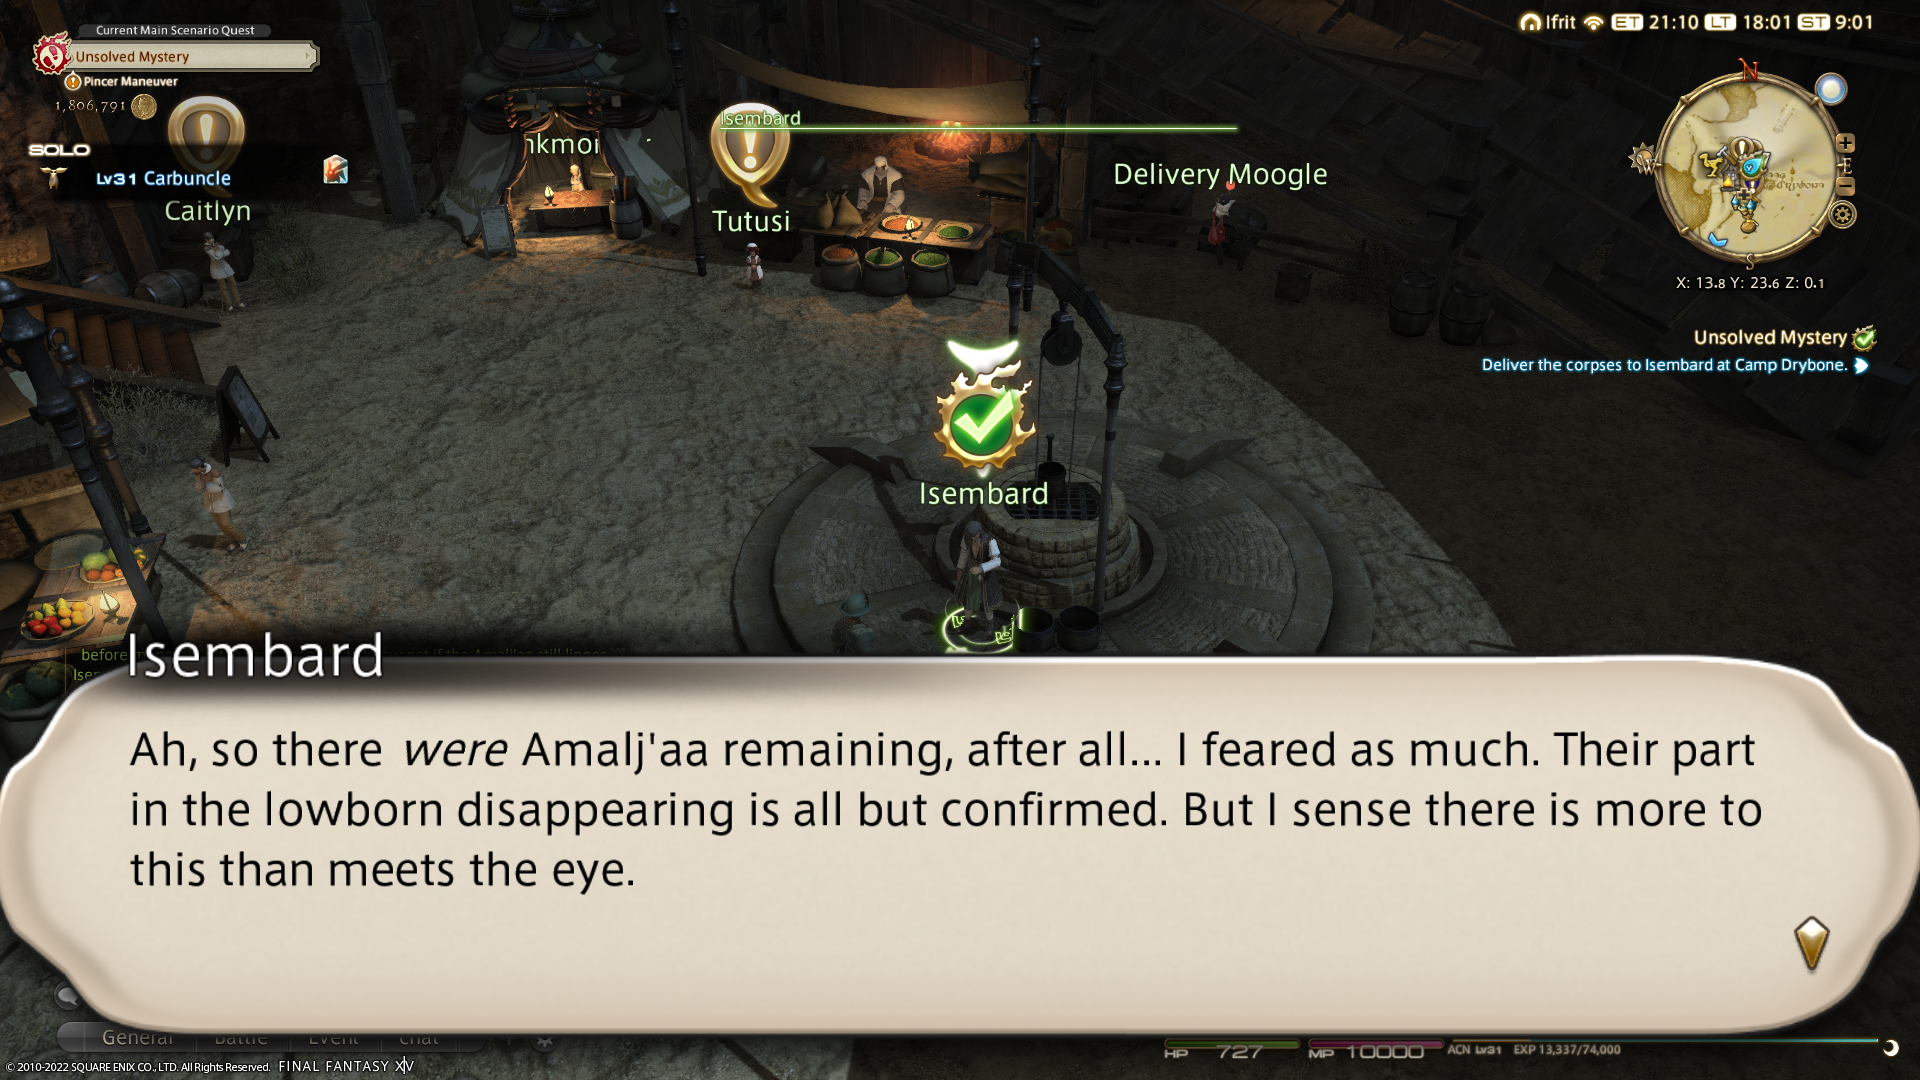 Current Main Scenario Quest
Unsolved Mystery
Pincer Maneuver
1,806,791
SOLO
Lv31 Carbuncle
Caitlyn
Isembard
Tutusi
Delivery Moogle
Ifrit ET 21:10 LT 18:01 ST 9:01
N
W
E
S
X: 13.8 Y: 23.6 Z: 0.1
Unsolved Mystery
Deliver the corpses to Isembard at Camp Drybone.
Isembard
before
Isembard
Ah, so there were Amalj'aa remaining, after all... I feared as much. Their part
in the lowborn disappearing is all but confirmed. But I sense there is more to
this than meets the eye.
General Battle Event Chat
HP 727 MP 10000 ACN Lv31 EXP 13,337/74,000
© 2010-2022 SQUARE ENIX CO., LTD. All Rights Reserved. FINAL FANTASY XIV